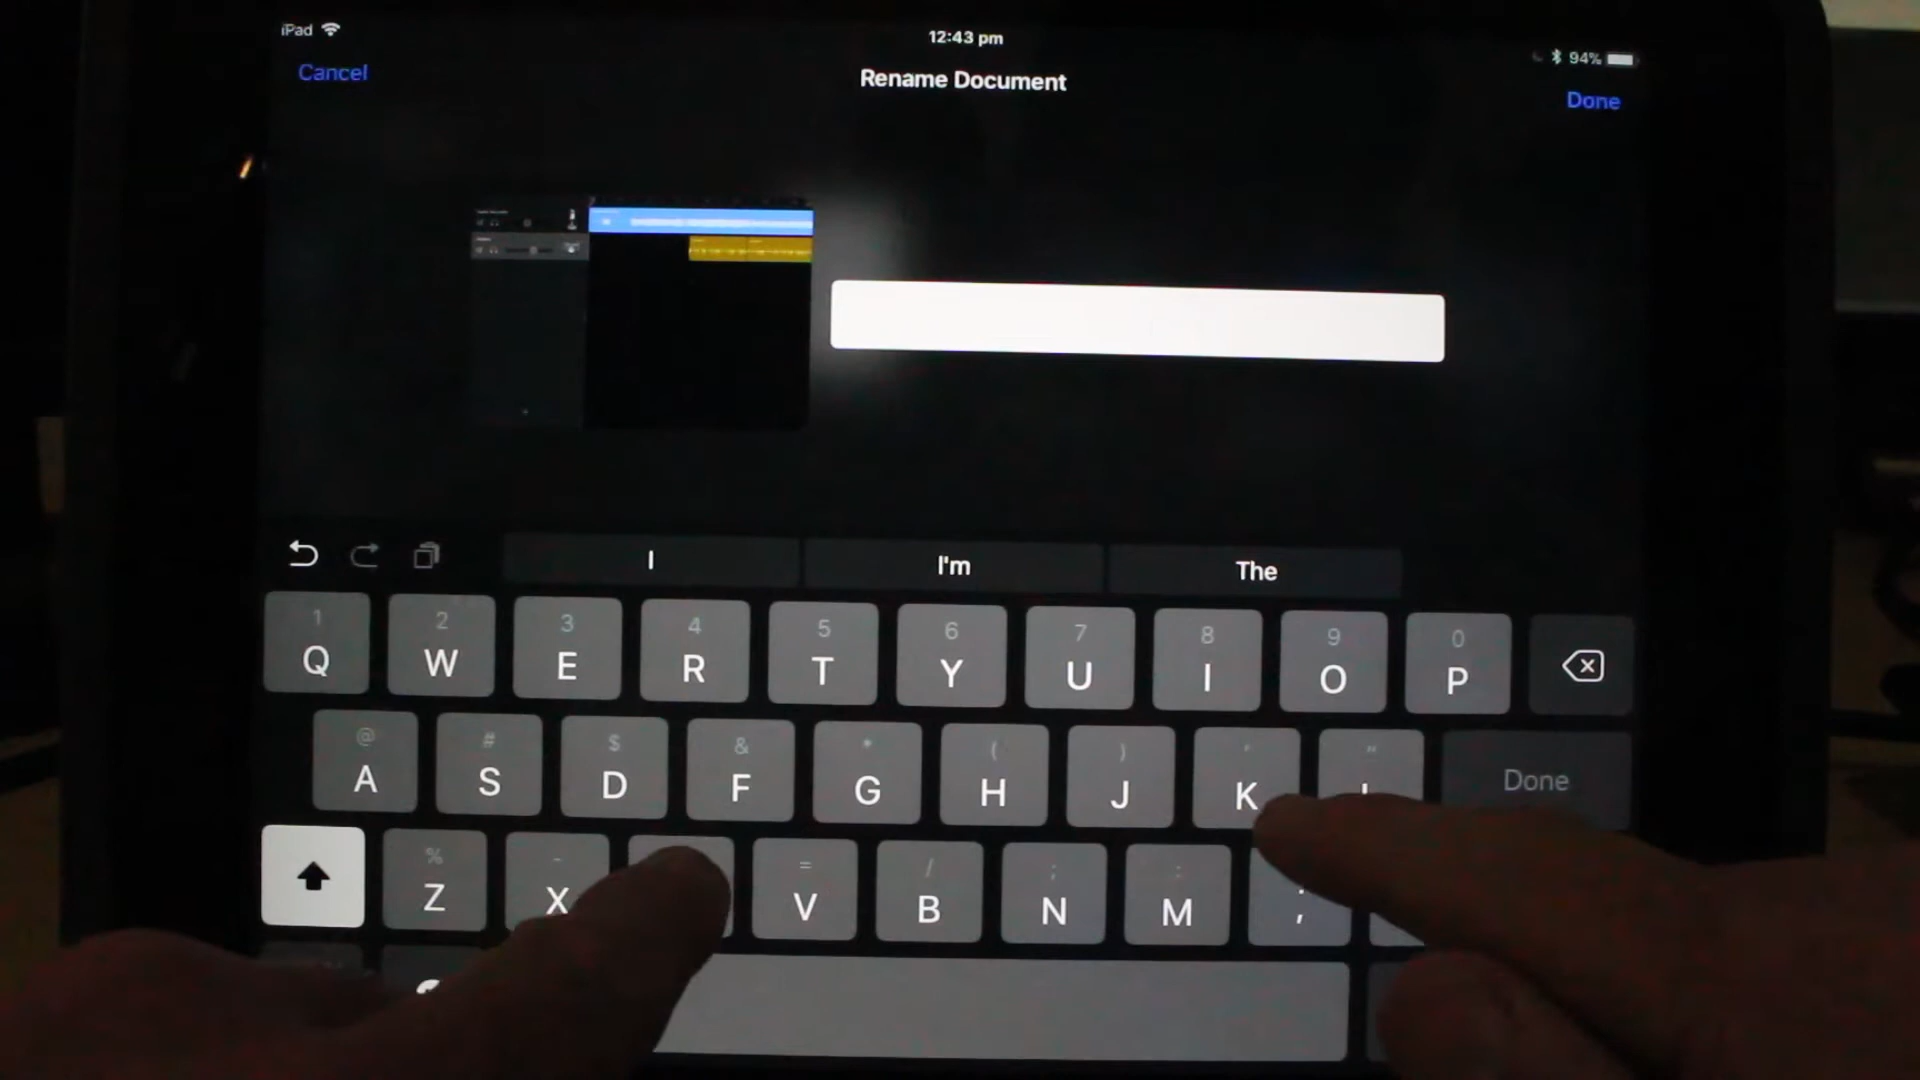 iPad
12:43 pm
94%
Cancel
Rename Document
Done
I
I'm
The
1 2 3 4 5 6 7 8 9 0
Q W E R T Y U I O P
@ # $ & * ( ) ' "
A S D F G H J K
Done
% - = / ; :
Z X V B N M ;